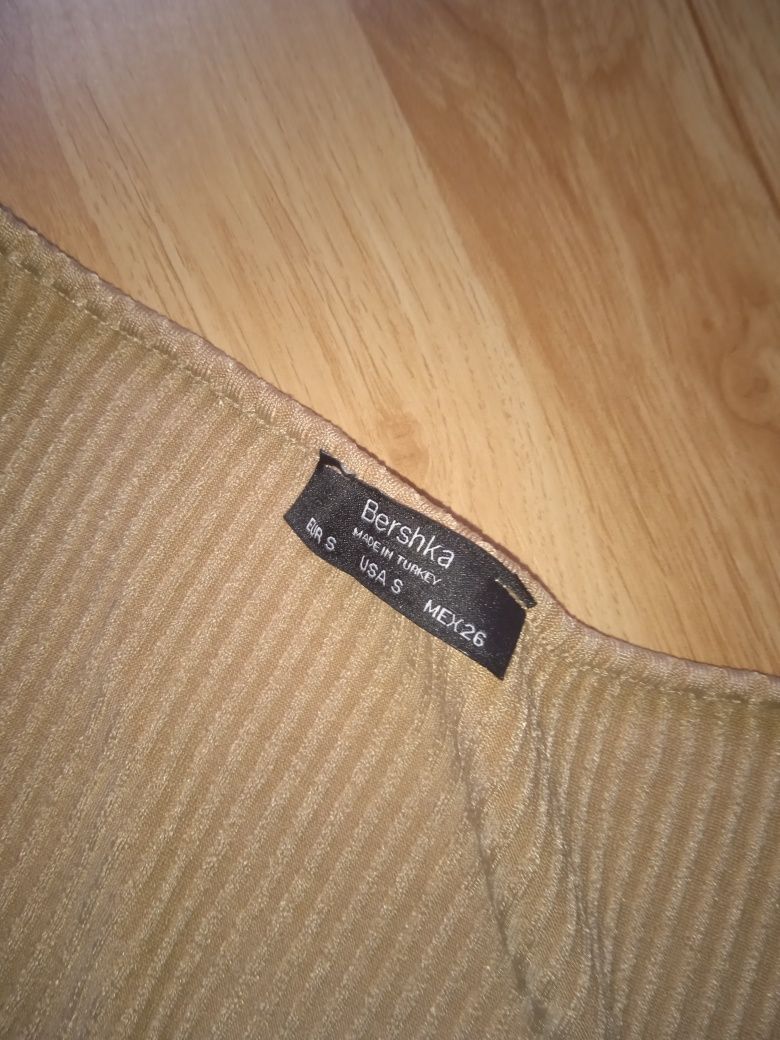 Bershka
MADE IN TURKEY
EUR S USA S MEX 26